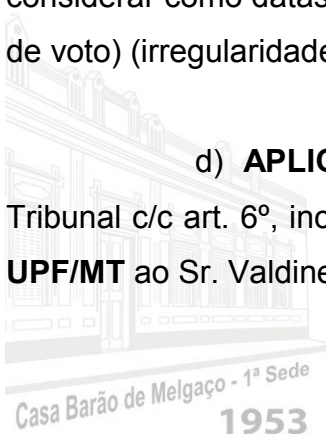 considerar como datas
de voto) (irregularidade
d) APLIC
Tribunal c/c art. 6º, inc
UPF/MT ao Sr. Valdine
Casa Barão de Melgaço - 1ª Sede
1953